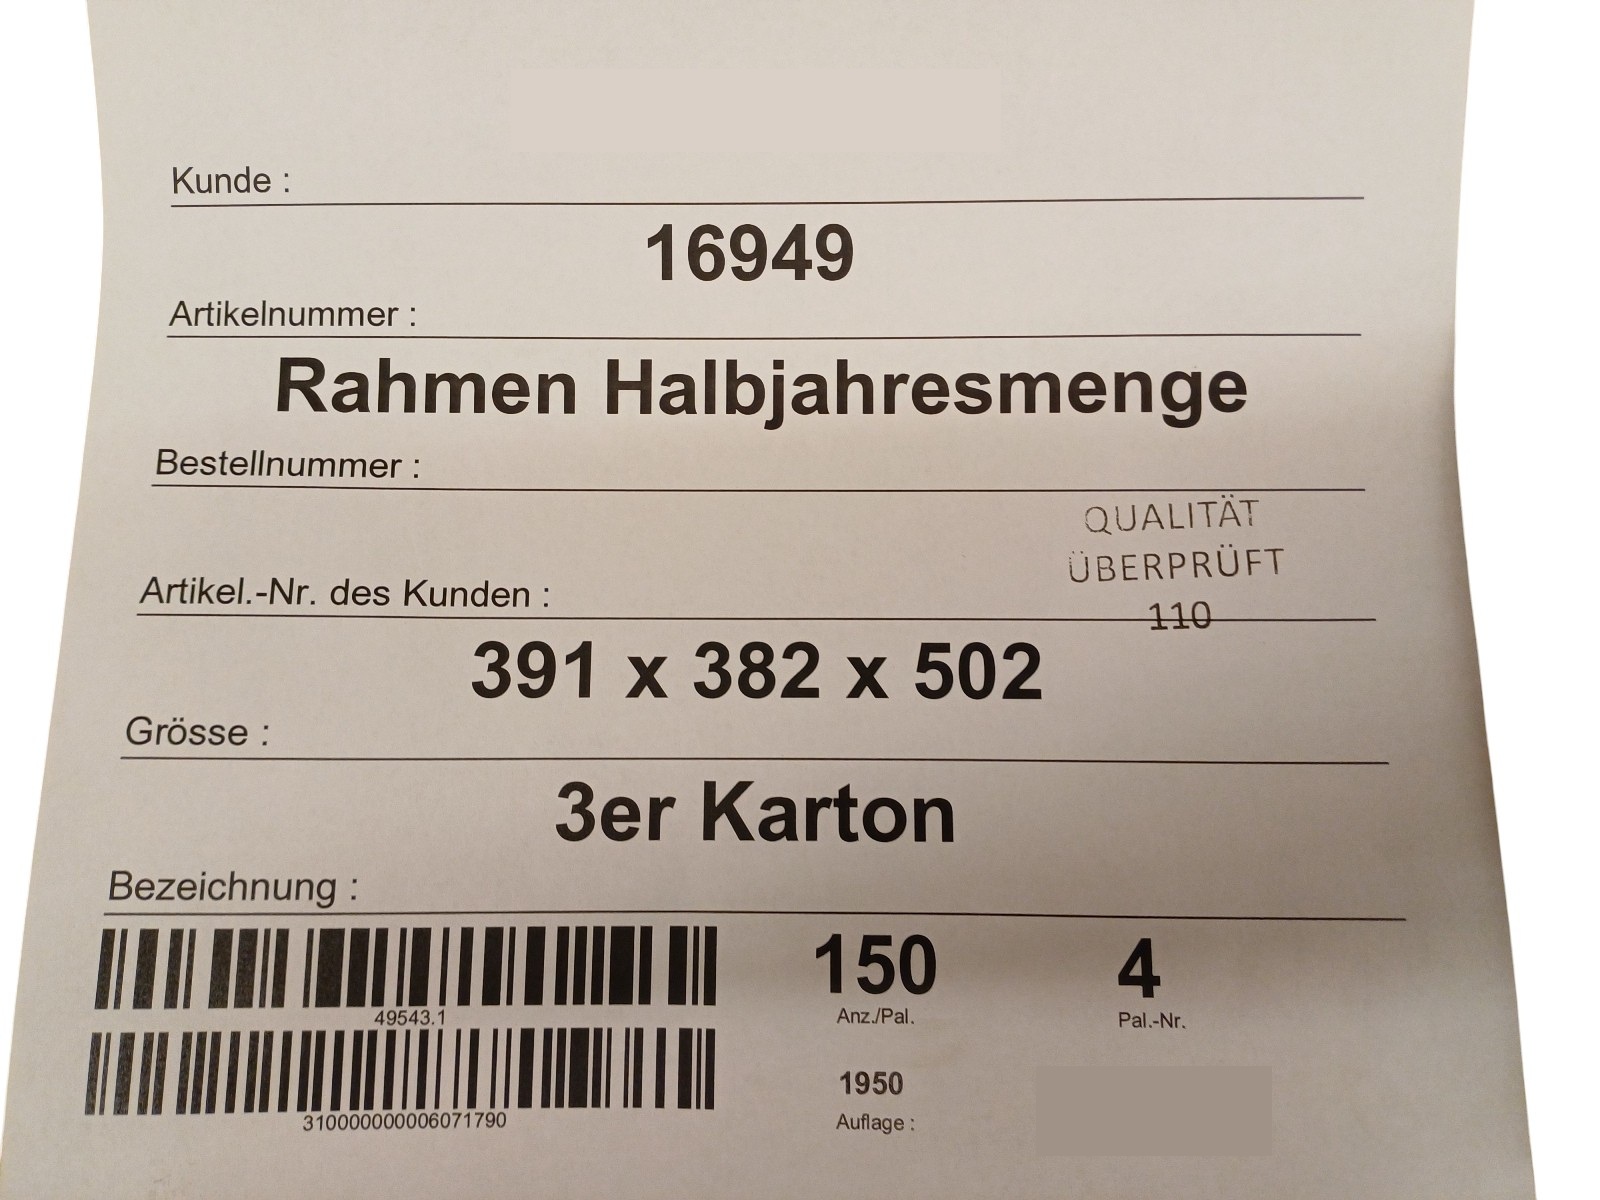 Kunde :
16949
Artikelnummer :
Rahmen Halbjahresmenge
Bestellnummer :
QUALITÄT
ÜBERPRÜFT
110
Artikel.-Nr. des Kunden :
391 x 382 x 502
Grösse :
3er Karton
Bezeichnung :
150 4
49543.1 Anz./Pal. Pal.-Nr.
1950
310000000006071790 Auflage :